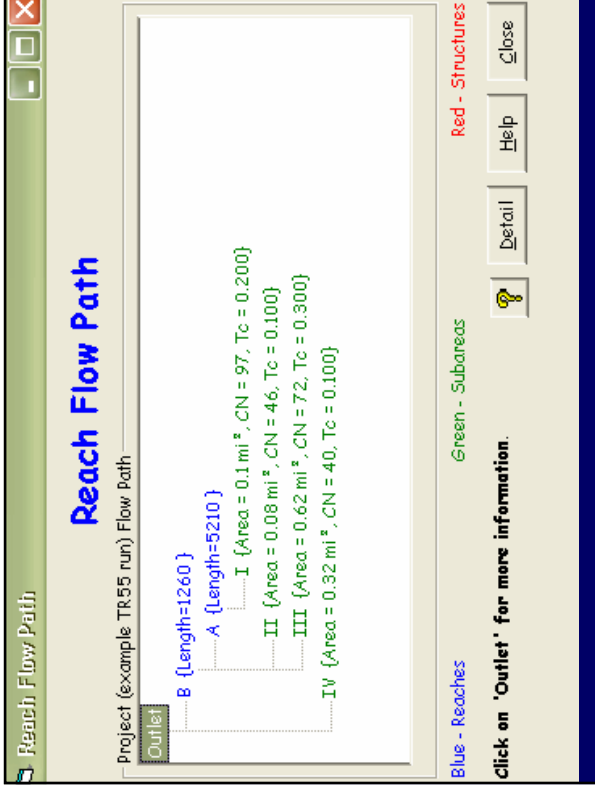 Reach Flow Path
Reach Flow Path
Project (example TR55 run) Flow Path
Outlet
B {Length=1260 }
A {Length=5210 }
I {Area = 0.1 mi², CN = 97, Tc = 0.200}
II {Area = 0.08 mi², CN = 46, Tc = 0.100}
III {Area = 0.62 mi², CN = 72, Tc = 0.300}
IV {Area = 0.32 mi², CN = 40, Tc = 0.100}
Blue - Reaches Green - Subareas Red - Structures
Click on 'Outlet' for more information. ? Detail Help Close